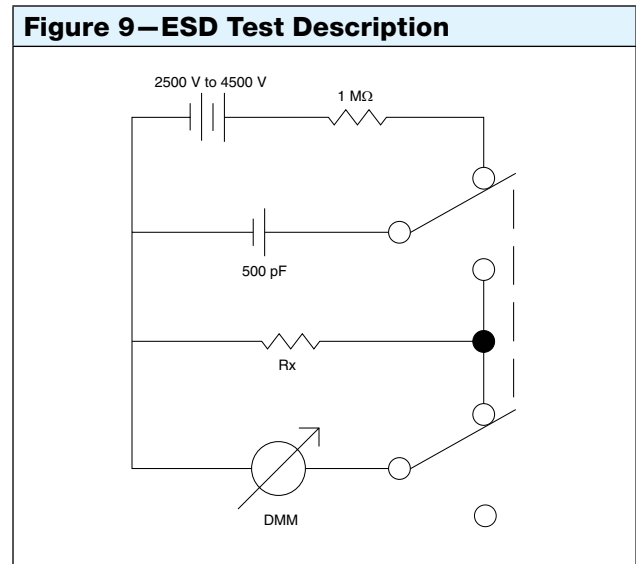 Figure 9—ESD Test Description
2500 V to 4500 V
1 MΩ
500 pF
Rx
DMM